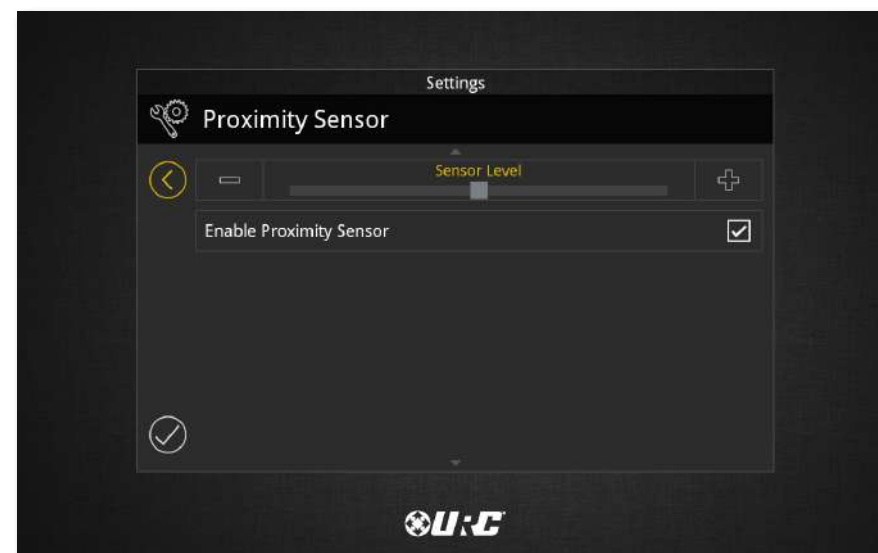 Settings
Proximity Sensor
Sensor Level
Enable Proximity Sensor
URC